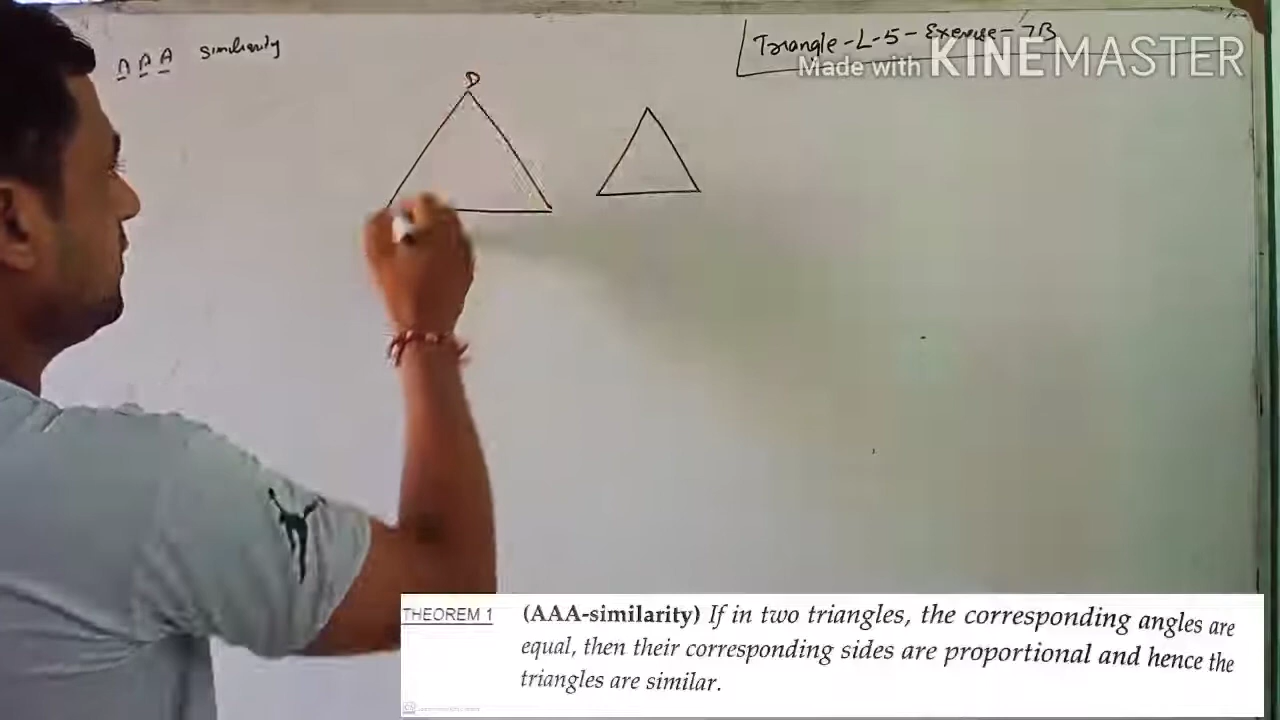 AAA similarity
Triangle-L-5-Exercise-7B
Made with KINEMASTER
D
THEOREM 1 (AAA-similarity) If in two triangles, the corresponding angles are
equal, then their corresponding sides are proportional and hence the
triangles are similar.